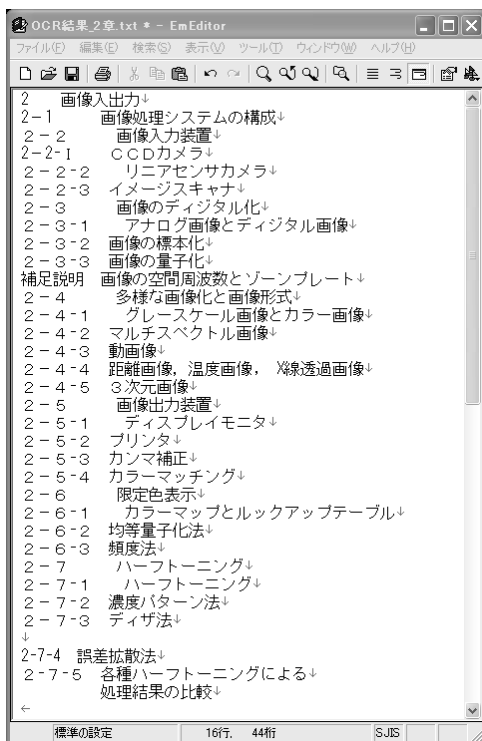 OCR結果_2章.txt * - EmEditor
ファイル(F) 編集(E) 検索(S) 表示(V) ツール(T) ウィンドウ(W) ヘルプ(H)
2 画像入出力↓
2-1 画像処理システムの構成↓
2-2 画像入力装置↓
2-2-I CCDカメラ↓
2-2-2 リニアセンサカメラ↓
2-2-3 イメージスキャナ↓
2-3 画像のディジタル化↓
2-3-1 アナログ画像とディジタル画像↓
2-3-2 画像の標本化↓
2-3-3 画像の量子化↓
補足説明 画像の空間周波数とゾーンプレート↓
2-4 多様な画像化と画像形式↓
2-4-1 グレースケール画像とカラー画像↓
2-4-2 マルチスペクトル画像↓
2-4-3 動画像↓
2-4-4 距離画像，温度画像， X線透過画像↓
2-4-5 3次元画像↓
2-5 画像出力装置↓
2-5-1 ディスプレイモニタ↓
2-5-2 プリンタ↓
2-5-3 カンマ補正↓
2-5-4 カラーマッチング↓
2-6 限定色表示↓
2-6-1 カラーマップとルックアップテーブル↓
2-6-2 均等量子化法↓
2-6-3 頻度法↓
2-7 ハーフトーニング↓
2-7-1 ハーフトーニング↓
2-7-2 濃度パターン法↓
2-7-3 ディザ法↓
↓
2-7-4 誤差拡散法↓
2-7-5 各種ハーフトーニングによる↓
処理結果の比較↓
←
標準の設定 16行, 44桁 SJIS